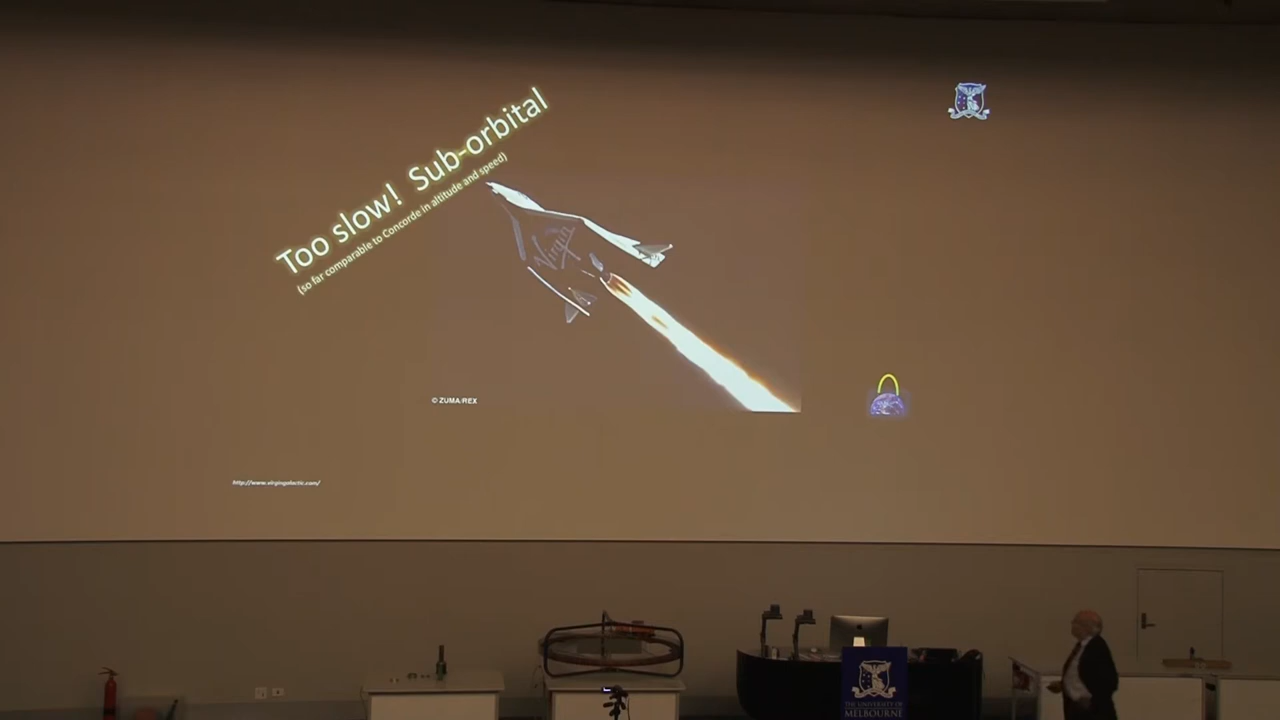 Too slow! Sub-orbital
(so far comparable to Concorde in altitude and speed)
Virgin
© ZUMA/REX
http://www.virgingalactic.com/
THE UNIVERSITY OF
MELBOURNE